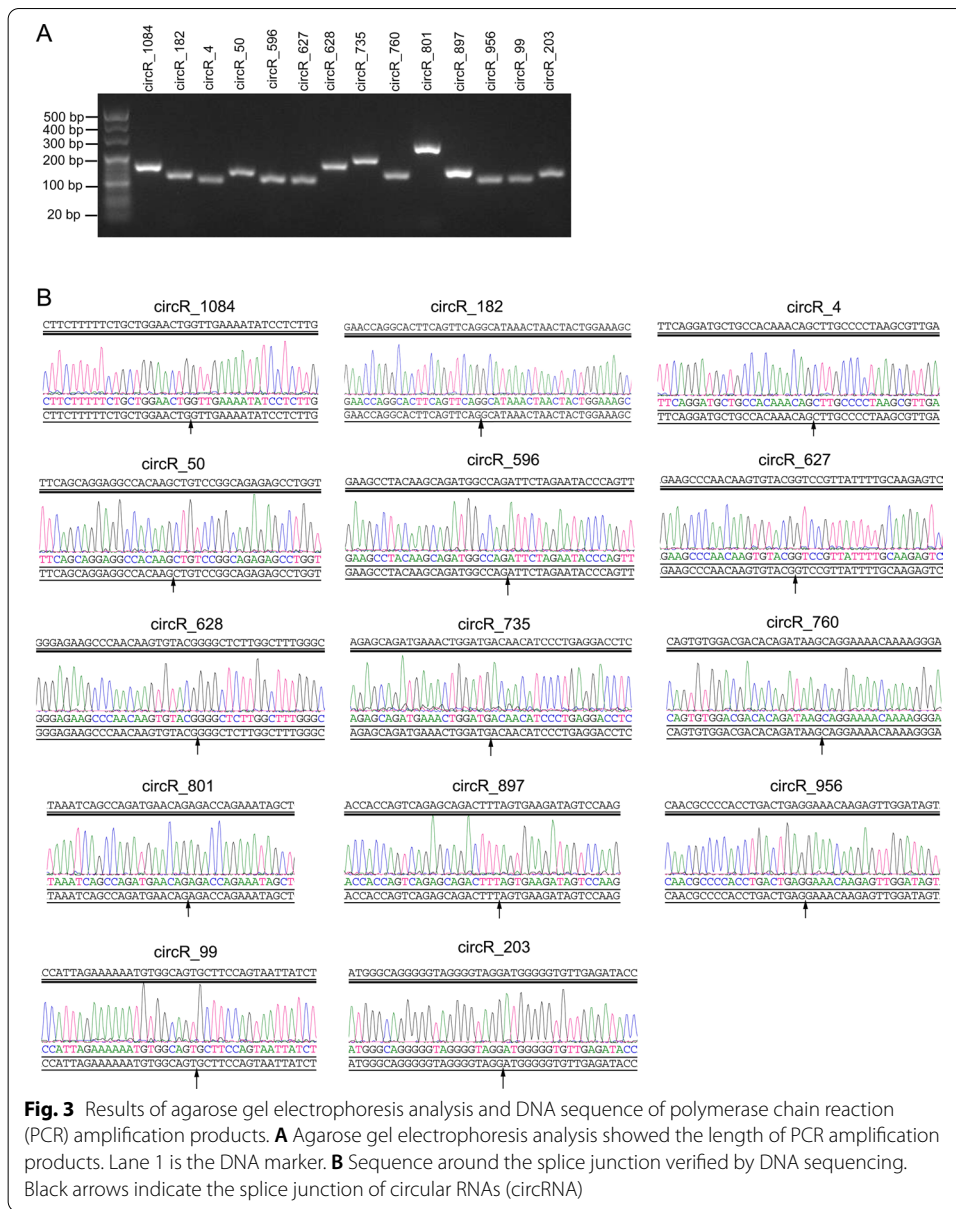 A
circR_1084
circR_182
circR_4
circR_50
circR_596
circR_627
circR_628
circR_735
circR_760
circR_801
circR_897
circR_956
circR_99
circR_203
500 bp
400 bp
300 bp
200 bp
100 bp
20 bp
B
circR_1084
CTTCTTTTTCTGCTGGAACTGGTTGAAAATATCCTCTTG
CTTCTTTTTCTGCTGGAACTGGTTGAAAATATCCTCTTG
CTTCTTTTTCTGCTGGAACTGGTTGAAAATATCCTCTTG
circR_182
GAACCAGGCACTTCAGTTCAGGCATAAACTAACTACTGGAAAGC
GAACCAGGCACTTCAGTTCAGGCATAAACTAACTACTGGAAAGC
GAACCAGGCACTTCAGTTCAGGCATAAACTAACTACTGGAAAGC
circR_4
TTCAGGATGCTGCCACAAACAGCTTGCCCCTAAGCGTTGA
TTCAGGATGCTGCCACAAACAGCTTGCCCCTAAGCGTTGA
TTCAGGATGCTGCCACAAACAGCTTGCCCCTAAGCGTTGA
circR_50
TTCAGCAGGAGGCCACAAGCTGTCCGGCAGAGAGCCTGGT
TTCAGCAGGAGGCCACAAGCTGTCCGGCAGAGAGCCTGGT
TTCAGCAGGAGGCCACAAGCTGTCCGGCAGAGAGCCTGGT
circR_596
GAAGCCTACAAGCAGATGGCCAGATTCTAGAATACCCAGTT
GAAGCCTACAAGCAGATGGCCAGATTCTAGAATACCCAGTT
GAAGCCTACAAGCAGATGGCCAGATTCTAGAATACCCAGTT
circR_627
GAAGCCCAACAAGTGTACGGTCCGTTATTTTGCAAGAGTC
GAAGCCCAACAAGTGTACGGTCCGTTATTTTGCAAGAGTC
GAAGCCCAACAAGTGTACGGTCCGTTATTTTGCAAGAGTC
circR_628
GGGAGAAGCCCAACAAGTGTACGGGGCTCTTGGCTTTGGGC
GGGAGAAGCCCAACAAGTGTACGGGGCTCTTGGCTTTGGGC
GGGAGAAGCCCAACAAGTGTACGGGGCTCTTGGCTTTGGGC
circR_735
AGAGCAGATGAAACTGGATGACAACATCCCTGAGGACCTC
AGAGCAGATGAAACTGGATGACAACATCCCTGAGGACCTC
AGAGCAGATGAAACTGGATGACAACATCCCTGAGGACCTC
circR_760
CAGTGTGGACGACACAGATAAGCAGGAAAACAAAAGGGA
CAGTGTGGACGACACAGATAAGCAGGAAAACAAAAGGGA
CAGTGTGGACGACACAGATAAGCAGGAAAACAAAAGGGA
circR_801
TAAATCAGCCAGATGAACAGAGACCAGAAATAGCT
TAAATCAGCCAGATGAACAGAGACCAGAAATAGCT
TAAATCAGCCAGATGAACAGAGACCAGAAATAGCT
circR_897
ACCACCAGTCAGAGCAGACTTTAGTGAAGATAGTCCAAG
ACCACCAGTCAGAGCAGACTTTAGTGAAGATAGTCCAAG
ACCACCAGTCAGAGCAGACTTTAGTGAAGATAGTCCAAG
circR_956
CAACGCCCCACCTGACTGAGGAAACAAGAGTTGGATAGT
CAACGCCCCACCTGACTGAGGAAACAAGAGTTGGATAGT
CAACGCCCCACCTGACTGAGGAAACAAGAGTTGGATAGT
circR_99
CCATTAGAAAAAATGTGGCAGTGCTTCCAGTAATTATCT
CCATTAGAAAAAATGTGGCAGTGCTTCCAGTAATTATCT
CCATTAGAAAAAATGTGGCAGTGCTTCCAGTAATTATCT
circR_203
ATGGGCAGGGGGTAGGGGTAGGATGGGGGTGTTGAGATACC
ATGGGCAGGGGGTAGGGGTAGGATGGGGGTGTTGAGATACC
ATGGGCAGGGGGTAGGGGTAGGATGGGGGTGTTGAGATACC
Fig. 3 Results of agarose gel electrophoresis analysis and DNA sequence of polymerase chain reaction
(PCR) amplification products. A Agarose gel electrophoresis analysis showed the length of PCR amplification
products. Lane 1 is the DNA marker. B Sequence around the splice junction verified by DNA sequencing.
Black arrows indicate the splice junction of circular RNAs (circRNA)